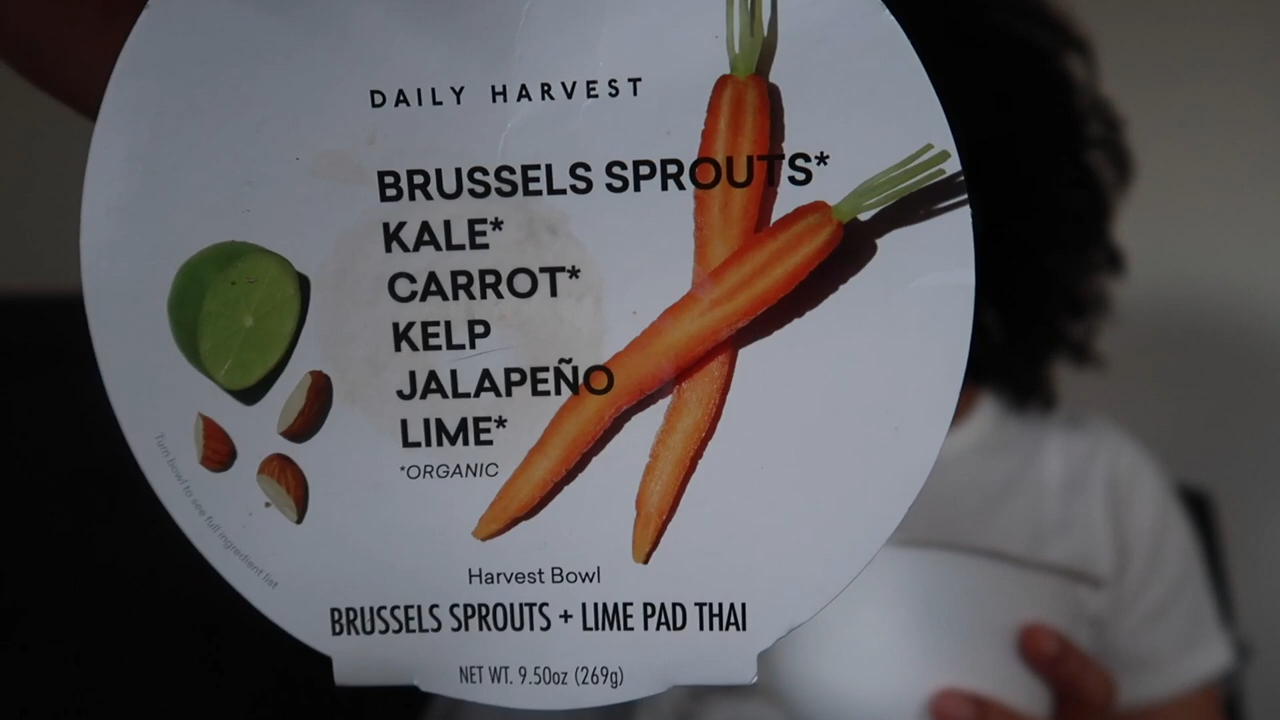 DAILY HARVEST
BRUSSELS SPROUTS*
KALE*
CARROT*
KELP
JALAPEÑO
LIME*
*ORGANIC
Turn bowl to see full ingredient list
Harvest Bowl
BRUSSELS SPROUTS + LIME PAD THAI
NET WT. 9.50oz (269g)